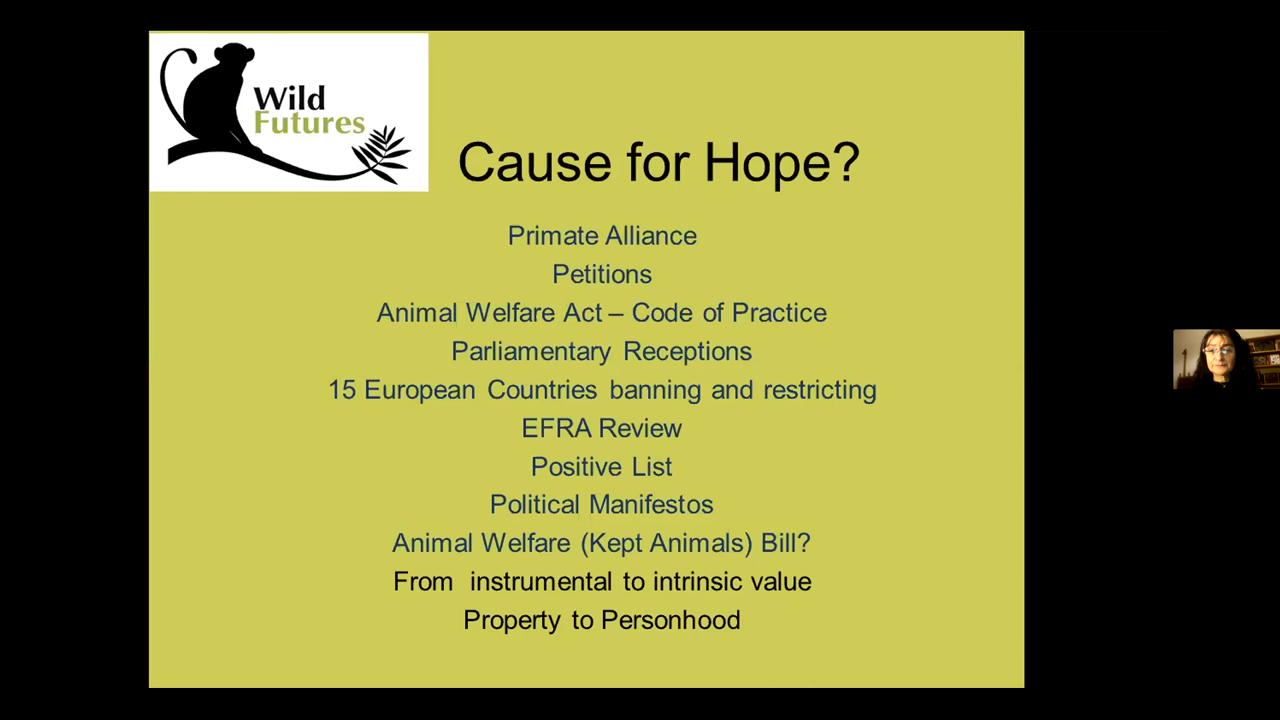 Wild
Futures
Cause for Hope?
Primate Alliance
Petitions
Animal Welfare Act – Code of Practice
Parliamentary Receptions
15 European Countries banning and restricting
EFRA Review
Positive List
Political Manifestos
Animal Welfare (Kept Animals) Bill?
From instrumental to intrinsic value
Property to Personhood